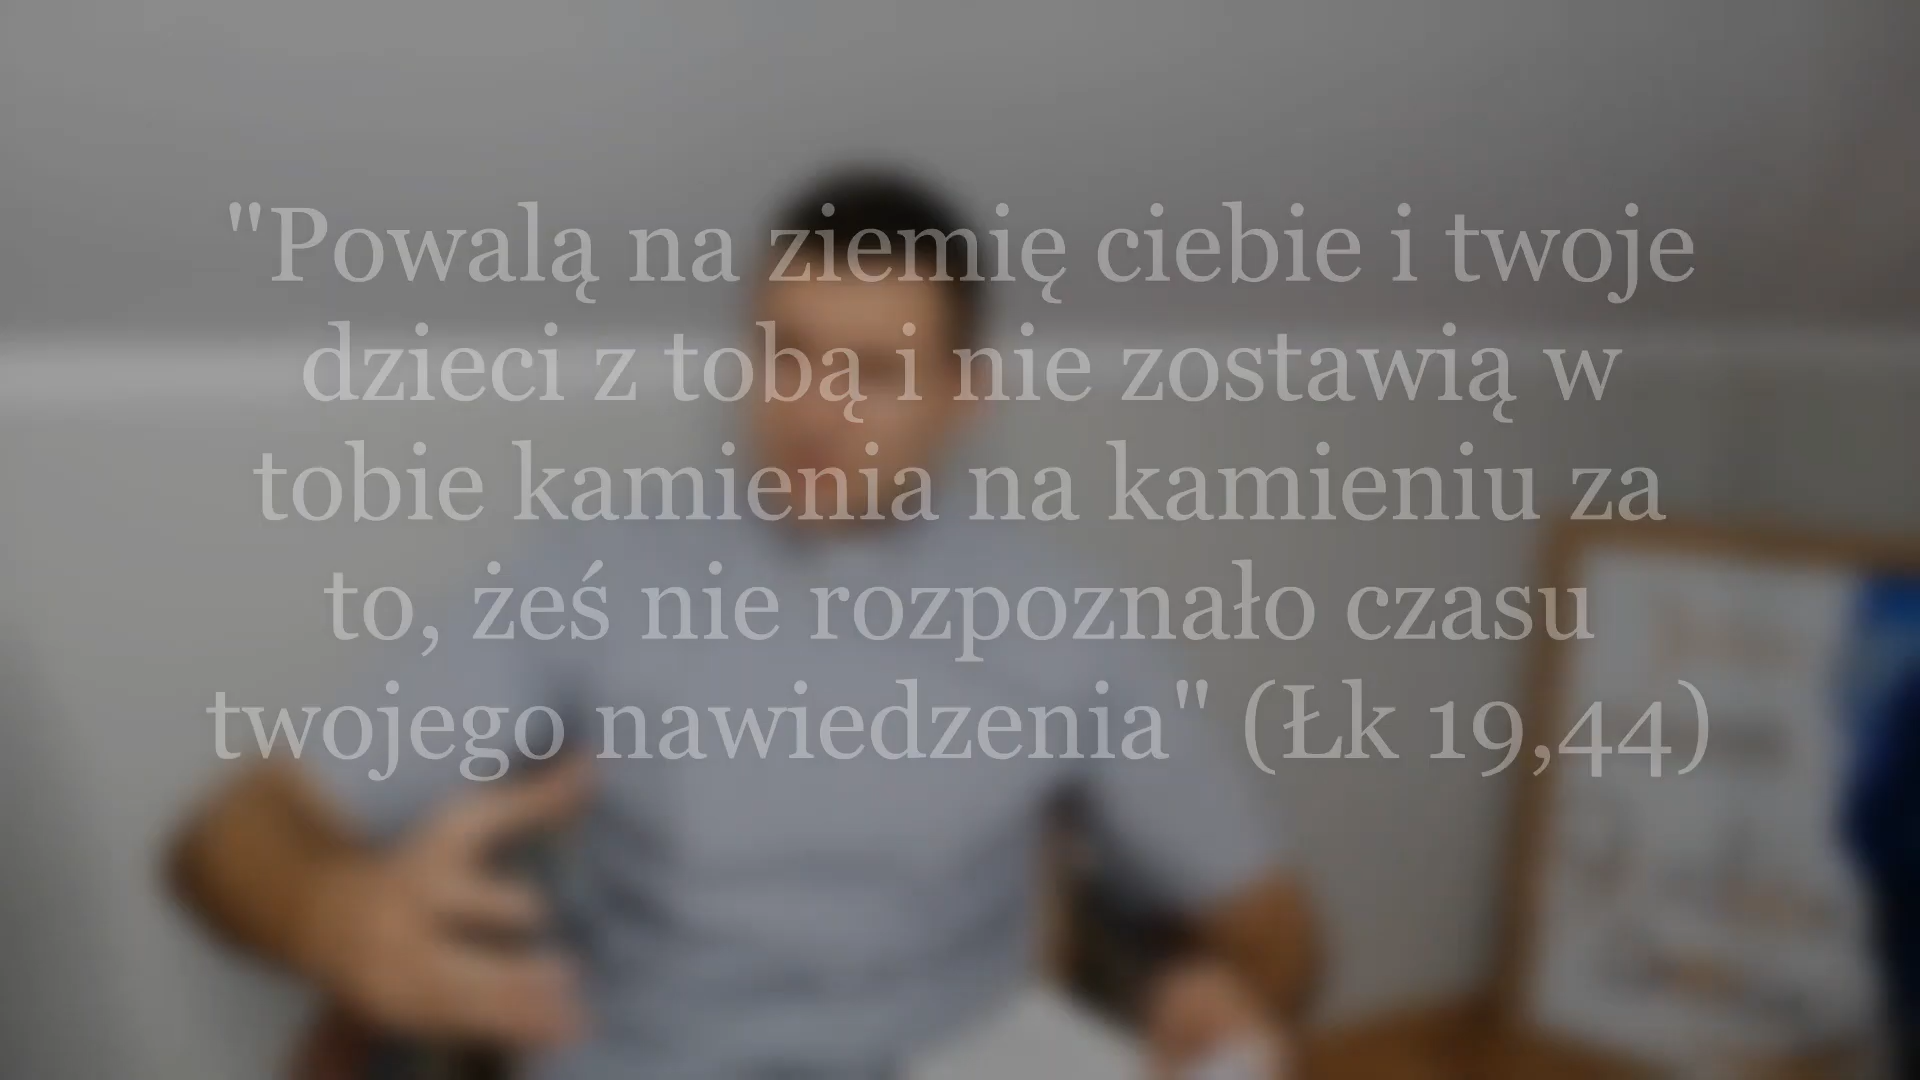 "Powalą na ziemię ciebie i twoje
dzieci z tobą i nie zostawią w
tobie kamienia na kamieniu za
to, żeś nie rozpoznało czasu
twojego nawiedzenia" (Łk 19,44)